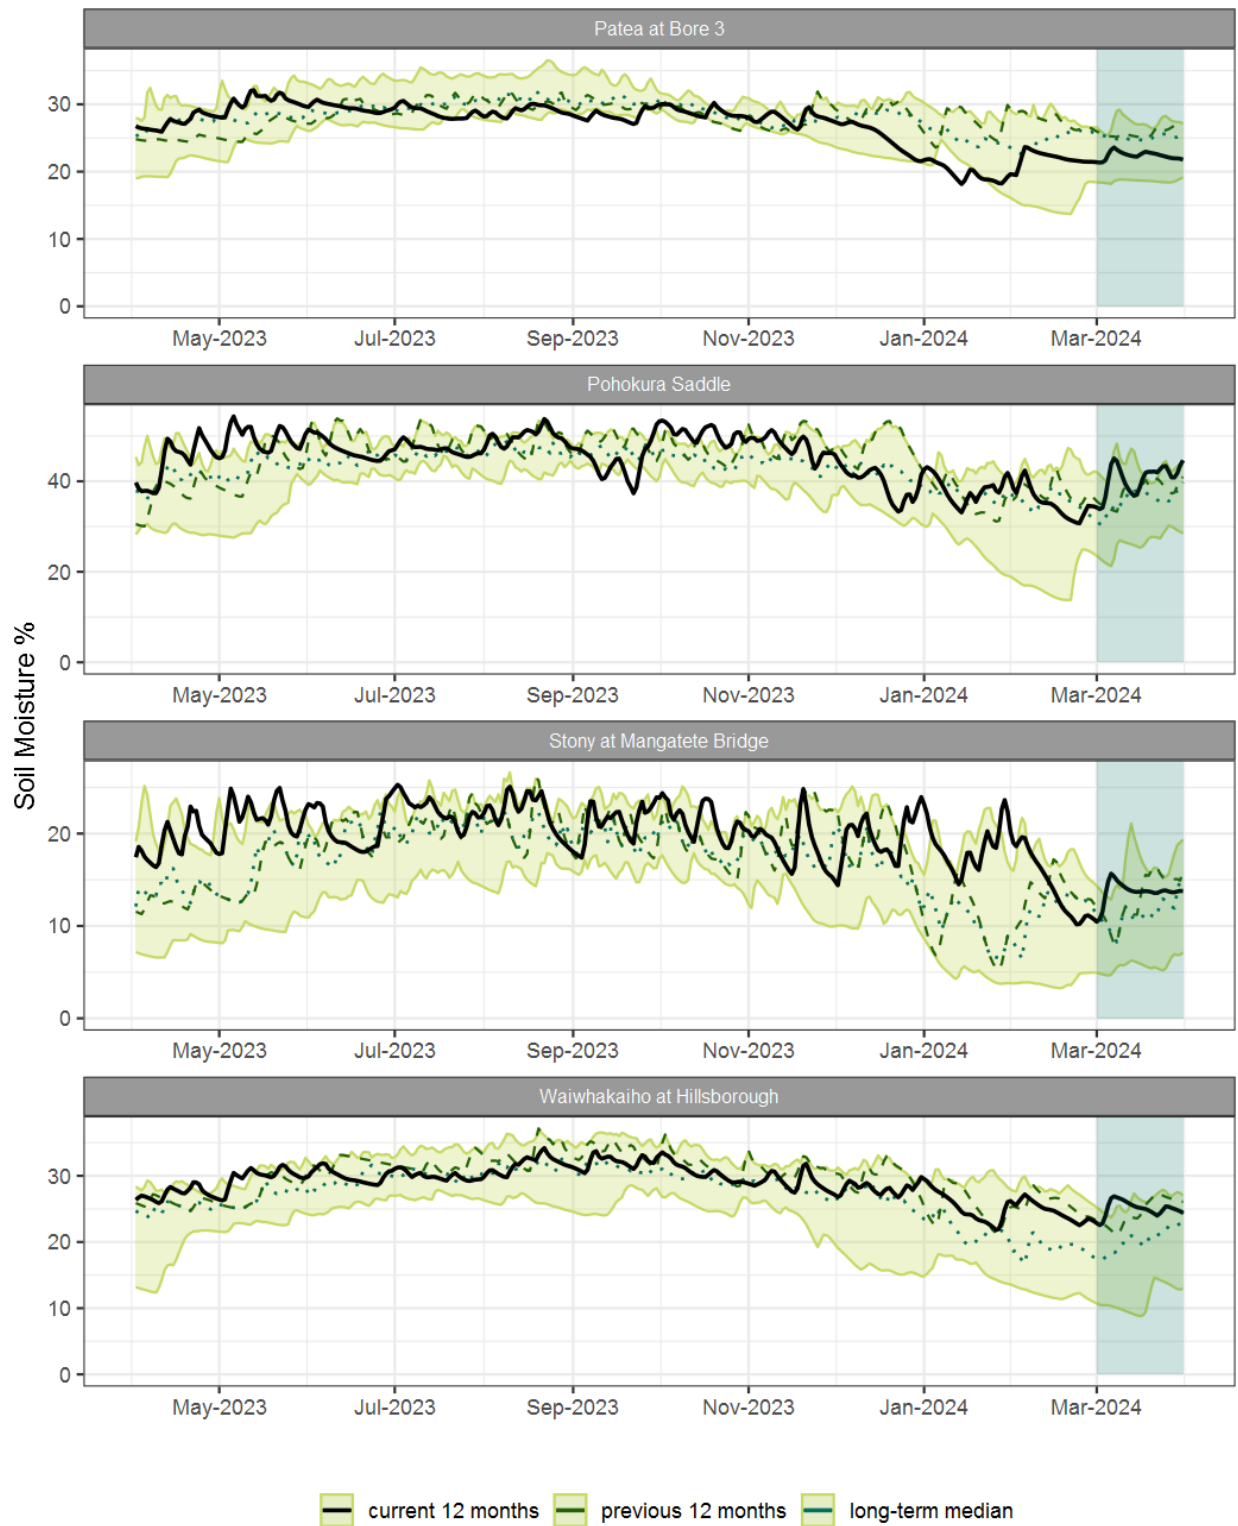 Patea at Bore 3
30
20
10
0
May-2023 Jul-2023 Sep-2023 Nov-2023 Jan-2024 Mar-2024
Pohokura Saddle
40
20
0
May-2023 Jul-2023 Sep-2023 Nov-2023 Jan-2024 Mar-2024
Soil Moisture %
Stony at Mangatete Bridge
20
10
0
May-2023 Jul-2023 Sep-2023 Nov-2023 Jan-2024 Mar-2024
Waiwhakaiho at Hillsborough
30
20
10
0
May-2023 Jul-2023 Sep-2023 Nov-2023 Jan-2024 Mar-2024
current 12 months previous 12 months long-term median